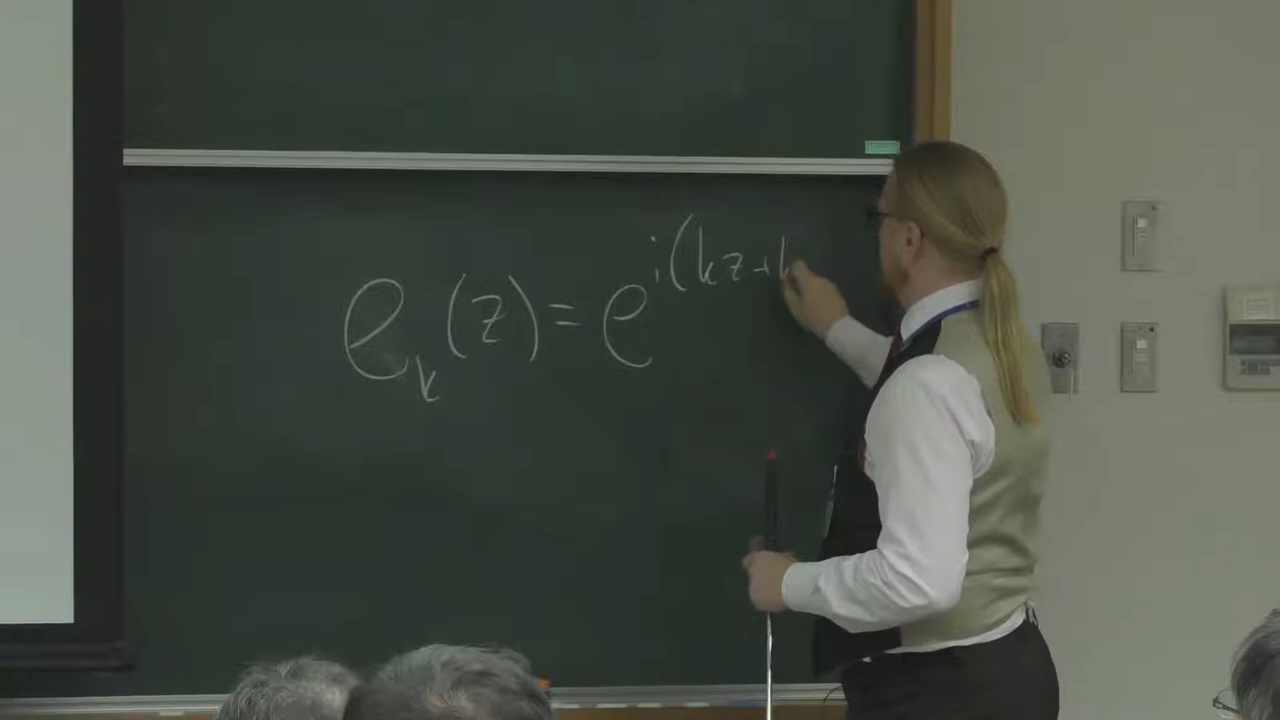 e_k(z) = e^{i(kz+k